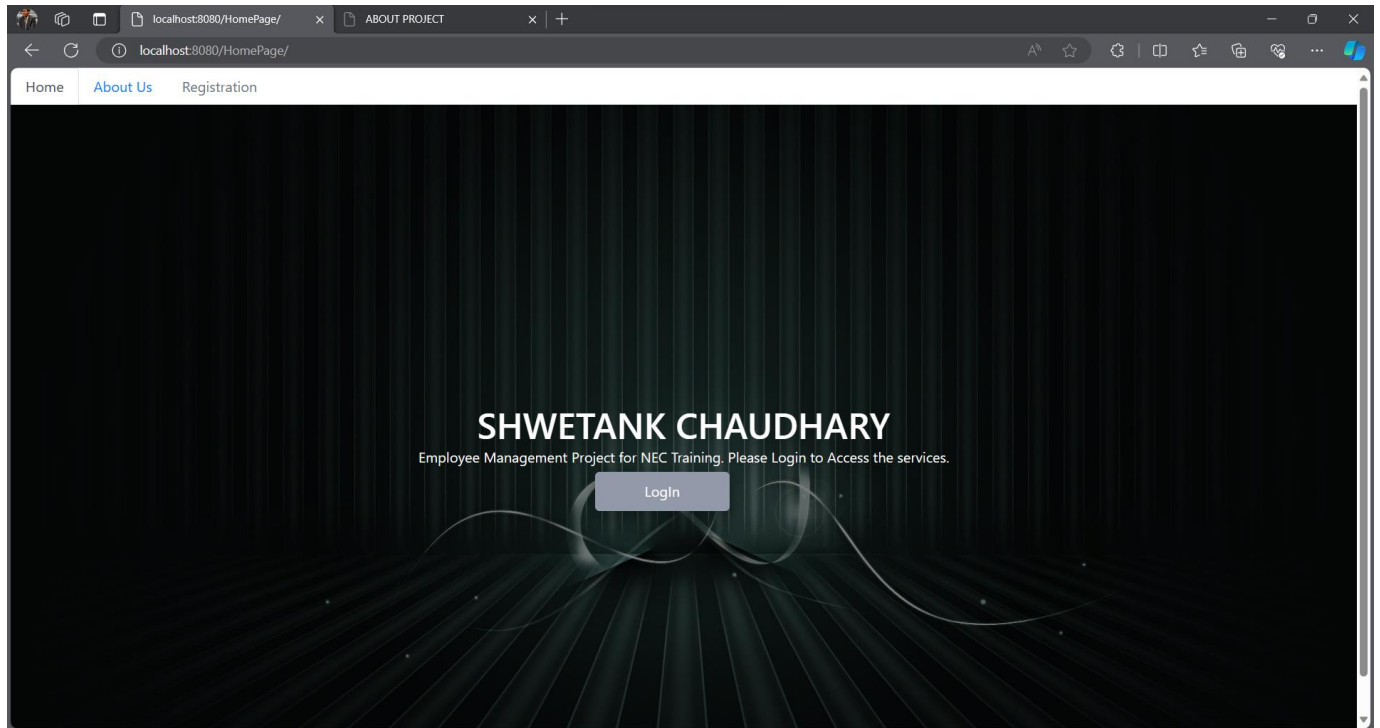 localhost:8080/HomePage/
ABOUT PROJECT
localhost:8080/HomePage/
Home About Us Registration
SHWETANK CHAUDHARY
Employee Management Project for NEC Training. Please Login to Access the services.
LogIn